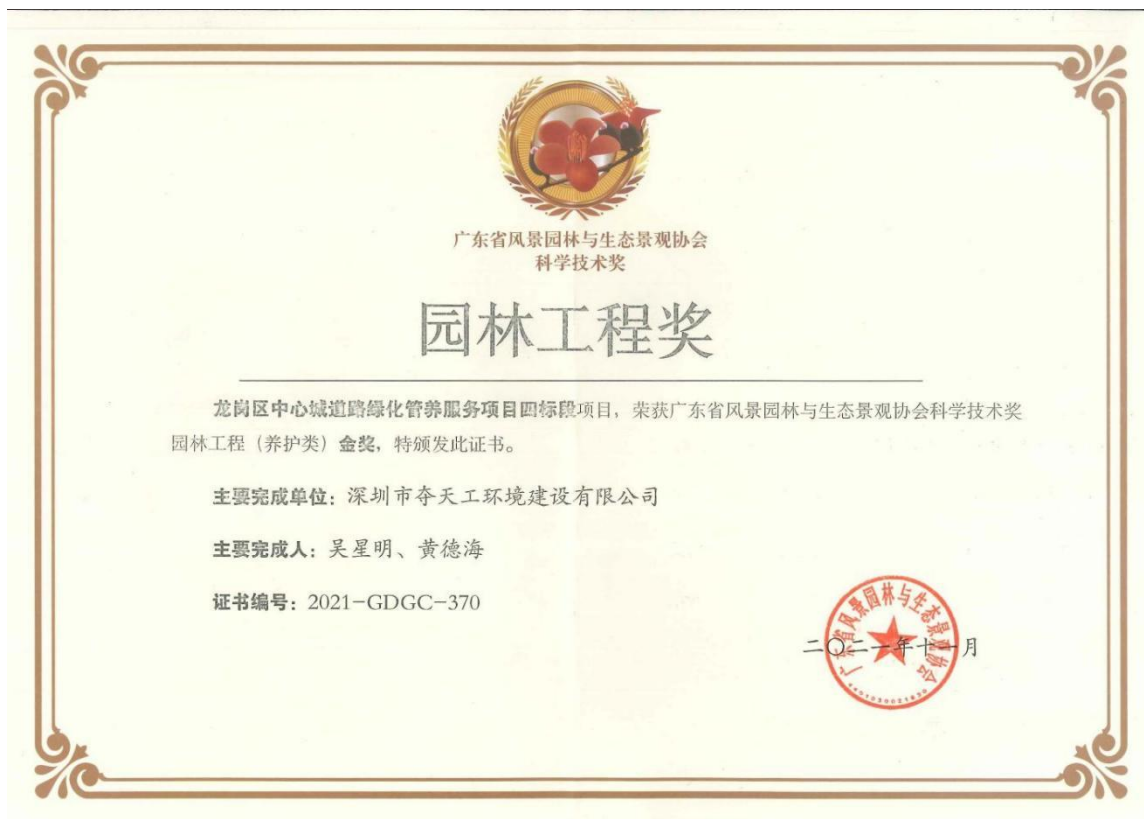 广东省风景园林与生态景观协会
科学技术奖
园林工程奖
龙岗区中心城道路绿化管养服务项目四标段项目，荣获广东省风景园林与生态景观协会科学技术奖
园林工程（养护类）金奖，特颁发此证书。
主要完成单位：深圳市夺天工环境建设有限公司
主要完成人：吴星明、黄德海
证书编号：2021-GDGC-370
广东省风景园林与生态景观协会
二〇二一年十一月